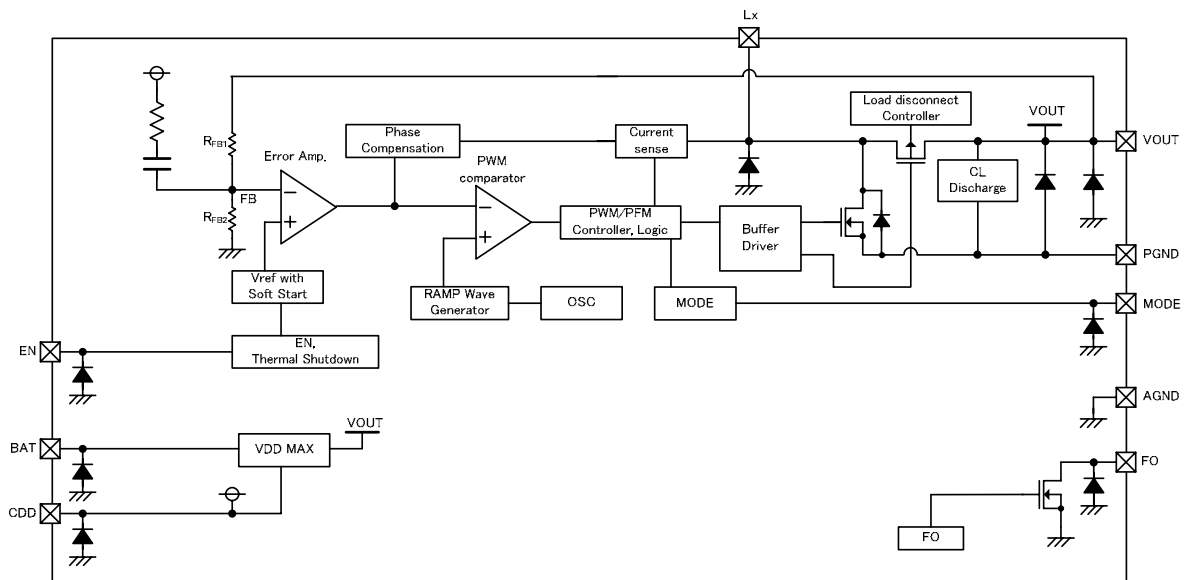 Lx
Load disconnect
Controller
VOUT
RFB1
Phase
Compensation
Current
sense
VOUT
Error Amp.
PWM
comparator
CL
Discharge
FB
RFB2
PWM/PFM
Controller, Logic
Buffer
Driver
PGND
Vref with
Soft Start
RAMP Wave
Generator
OSC
MODE
MODE
EN
EN,
Thermal Shutdown
AGND
VOUT
BAT
VDD MAX
FO
CDD
FO